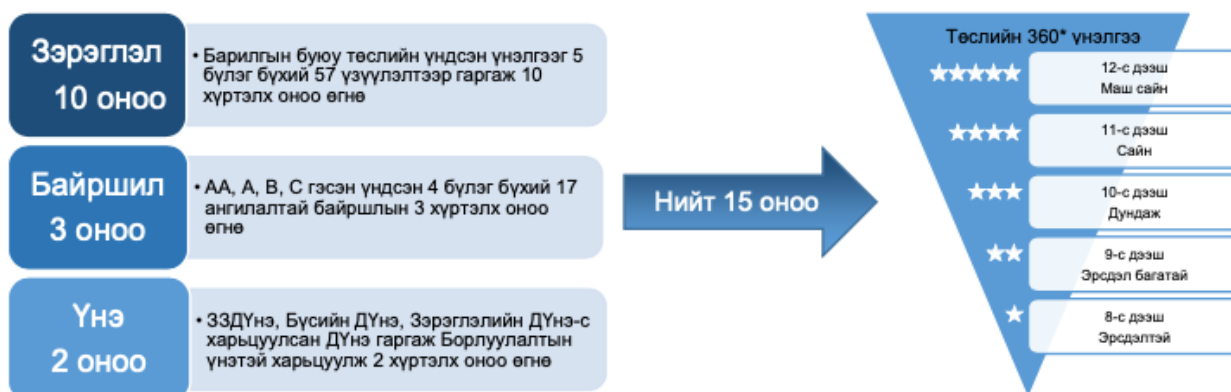 Зэрэглэл
10 оноо
• Барилгын буюу төслийн үндсэн үнэлгээг 5
бүлэг бүхий 57 үзүүлэлтээр гаргаж 10
хүртэлх оноо өгнө
Байршил
3 оноо
• АА, А, В, С гэсэн үндсэн 4 бүлэг бүхий 17
ангилалтай байршлын 3 хүртэлх оноо
өгнө
Үнэ
2 оноо
• ЗЗДҮнэ, Бүсийн ДҮнэ, Зэрэглэлийн ДҮнэ-с
харьцуулсан ДҮнэ гаргаж Борлуулалтын
үнэтэй харьцуулж 2 хүртэлх оноо өгнө
Нийт 15 оноо
Төслийн 360* үнэлгээ
12-с дээш
Маш сайн
11-с дээш
Сайн
10-с дээш
Дундаж
9-с дээш
Эрсдэл багатай
8-с дээш
Эрсдэлтэй